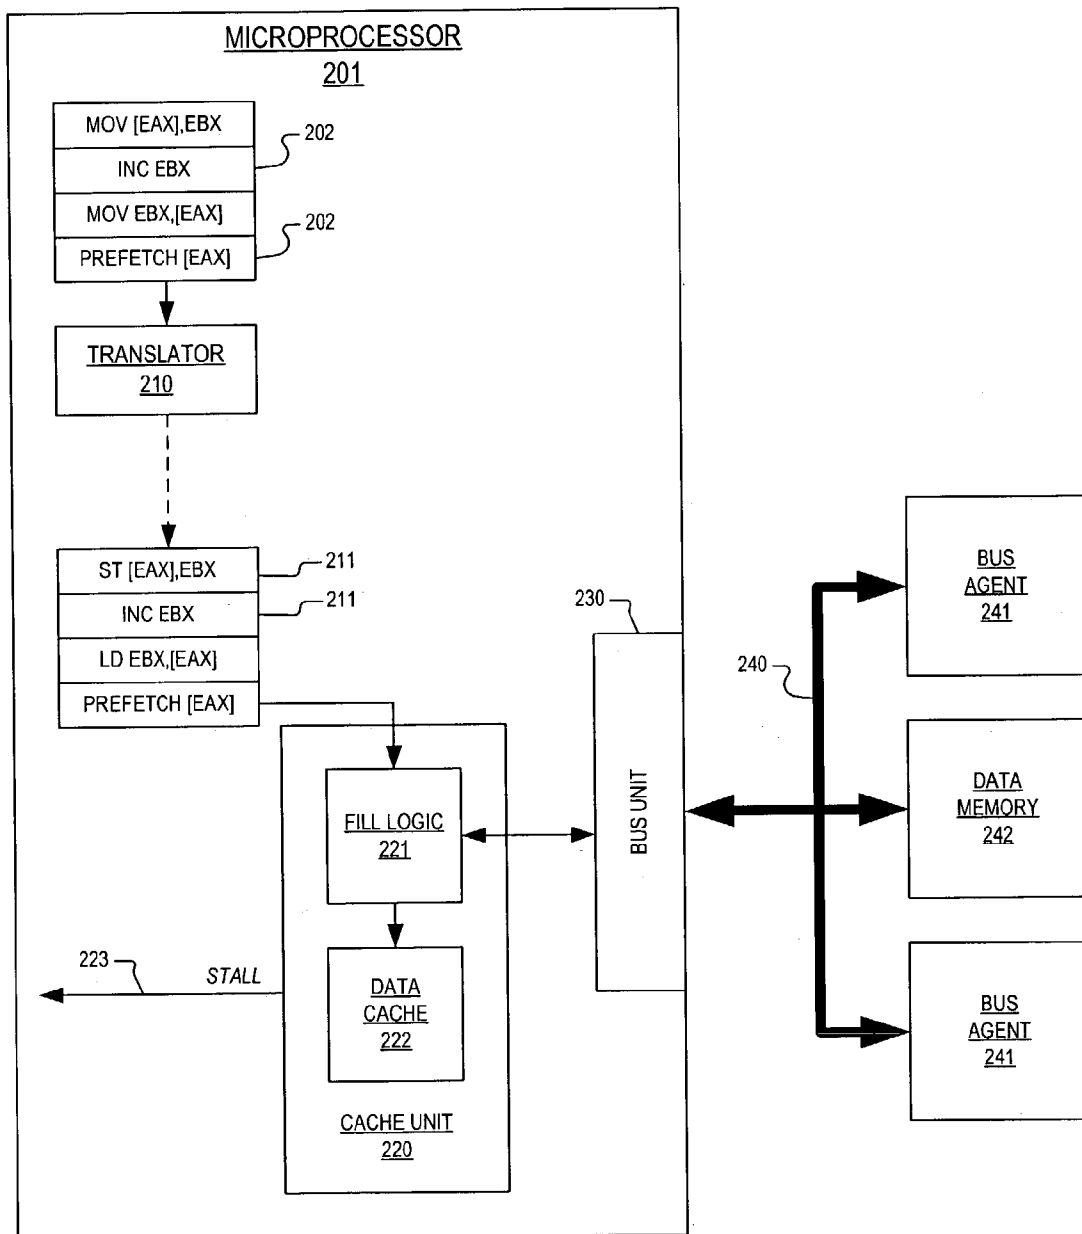 MICROPROCESSOR
201
MOV [EAX],EBX
202
INC EBX
MOV EBX,[EAX]
202
PREFETCH [EAX]
TRANSLATOR
210
ST [EAX],EBX
211
INC EBX
211
LD EBX,[EAX]
PREFETCH [EAX]
FILL LOGIC
221
223
STALL
DATA
CACHE
222
CACHE UNIT
220
230
BUS UNIT
240
BUS
AGENT
241
DATA
MEMORY
242
BUS
AGENT
241